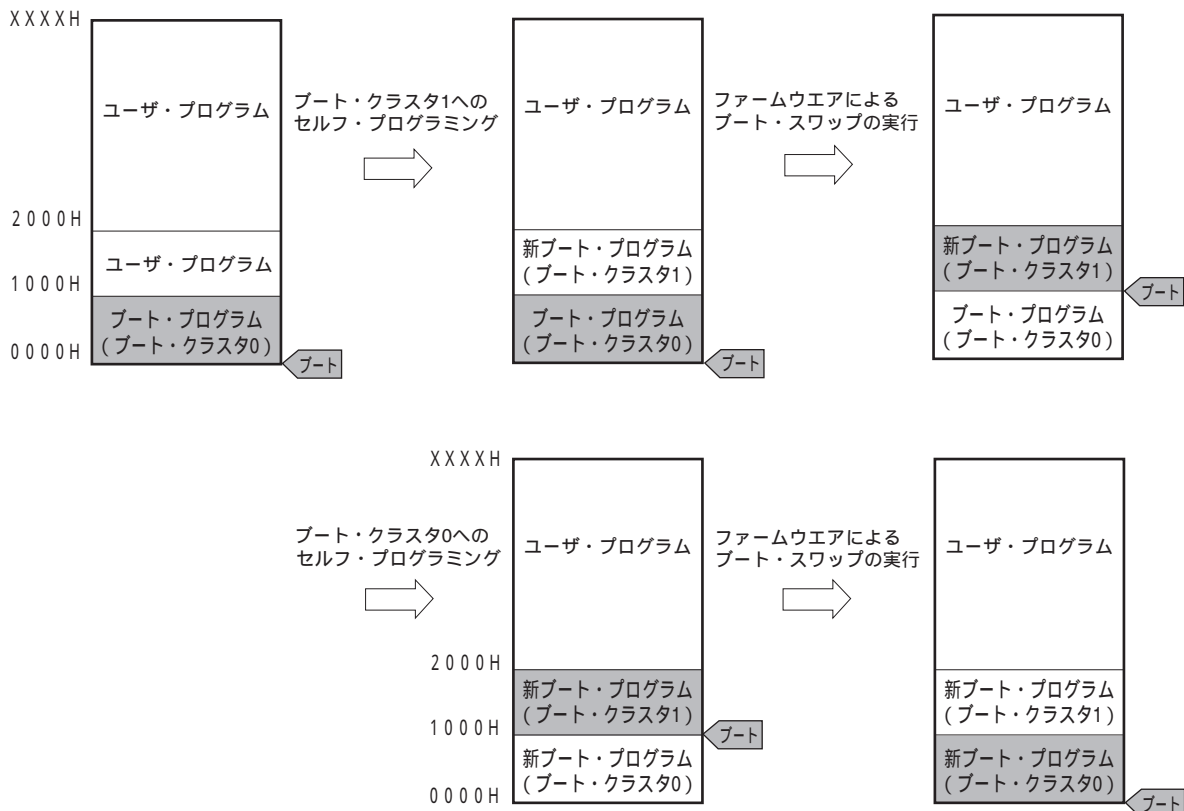 XXXXH
ユーザ・プログラム
2000H
ユーザ・プログラム
1000H
ブート・プログラム
(ブート・クラスタ0)
0000H
ブート
ブート・クラスタ1への
セルフ・プログラミング
ユーザ・プログラム
新ブート・プログラム
(ブート・クラスタ1)
ブート・プログラム
(ブート・クラスタ0)
ブート
ファームウエアによる
ブート・スワップの実行
ユーザ・プログラム
新ブート・プログラム
(ブート・クラスタ1)
ブート
ブート・プログラム
(ブート・クラスタ0)
ブート・クラスタ0への
セルフ・プログラミング
XXXXH
ユーザ・プログラム
2000H
新ブート・プログラム
(ブート・クラスタ1)
1000H
ブート
新ブート・プログラム
(ブート・クラスタ0)
0000H
ファームウエアによる
ブート・スワップの実行
ユーザ・プログラム
新ブート・プログラム
(ブート・クラスタ1)
新ブート・プログラム
(ブート・クラスタ0)
ブート